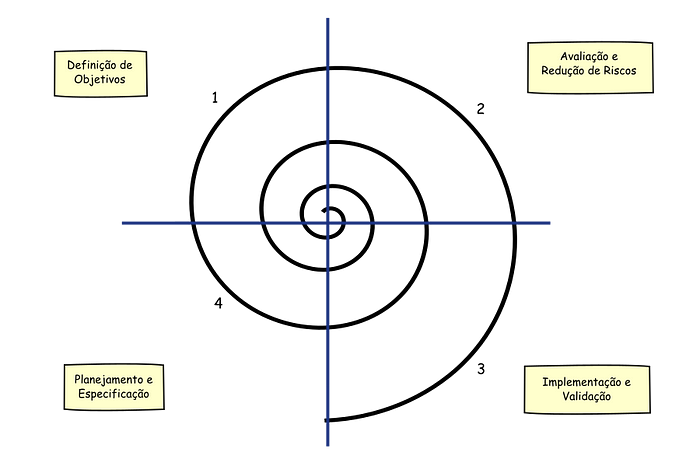 Definição de
Objetivos
Avaliação e
Redução de Riscos
1
2
4
3
Planejamento e
Especificação
Implementação e
Validação